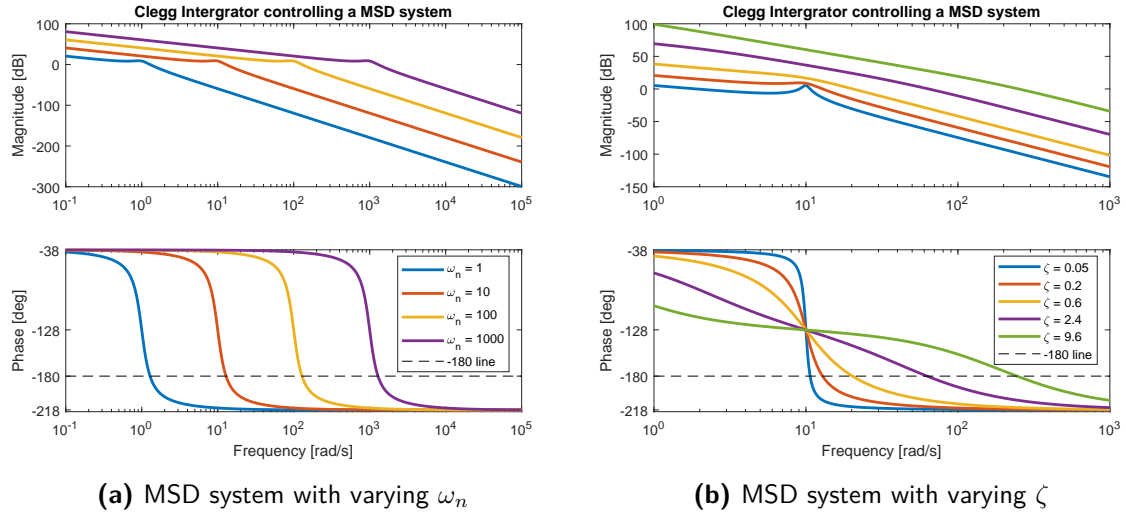 Clegg Intergrator controlling a MSD system
Magnitude [dB]
100
0
-100
-200
-300
10^-1 10^0 10^1 10^2 10^3 10^4 10^5
Phase [deg]
-38
-128
-180
-218
ω_n = 1
ω_n = 10
ω_n = 100
ω_n = 1000
-180 line
10^-1 10^0 10^1 10^2 10^3 10^4 10^5
Frequency [rad/s]
(a) MSD system with varying ω_n
Clegg Intergrator controlling a MSD system
Magnitude [dB]
100
50
0
-50
-100
-150
10^0 10^1 10^2 10^3
Phase [deg]
-38
-128
-180
-218
ζ = 0.05
ζ = 0.2
ζ = 0.6
ζ = 2.4
ζ = 9.6
-180 line
10^0 10^1 10^2 10^3
Frequency [rad/s]
(b) MSD system with varying ζ